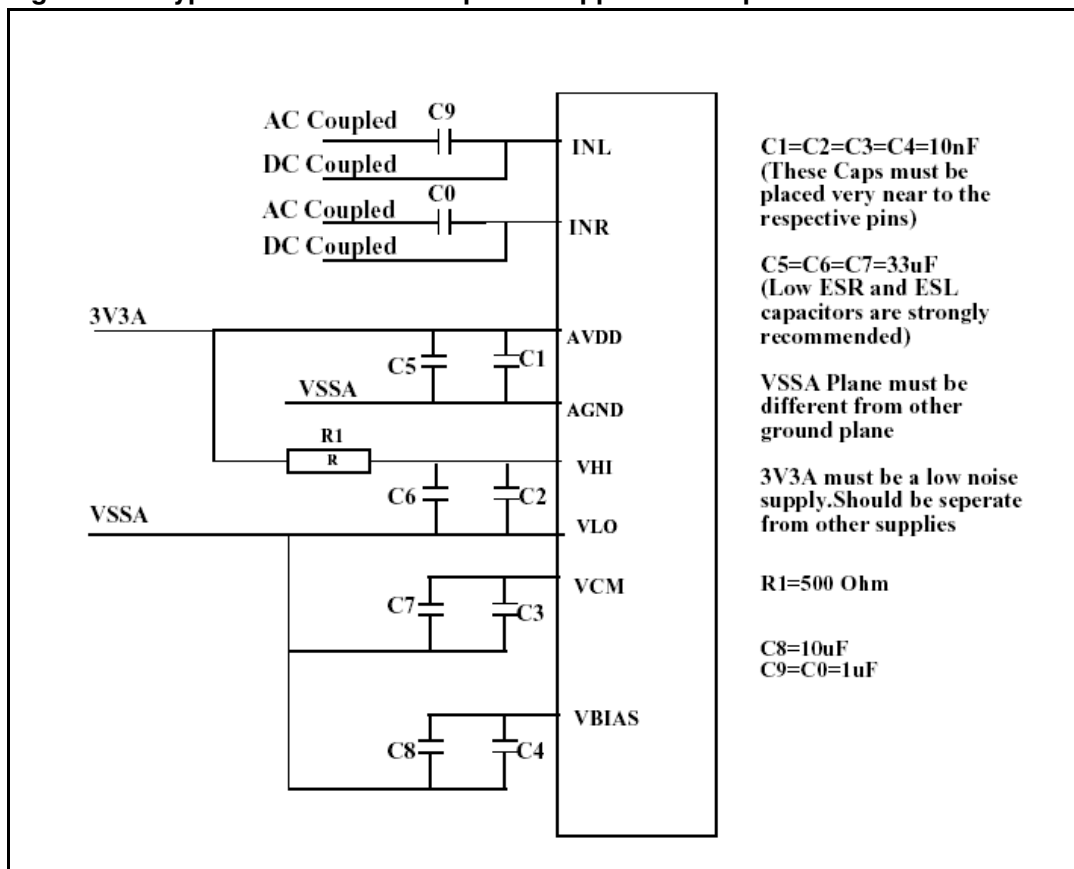 AC Coupled
C9
INL
DC Coupled
AC Coupled
C0
INR
DC Coupled
3V3A
AVDD
C5
C1
VSSA
AGND
R1
R
VHI
C6
C2
VSSA
VLO
VCM
C7
C3
VBIAS
C8
C4
C1=C2=C3=C4=10nF
(These Caps must be
placed very near to the
respective pins)
C5=C6=C7=33uF
(Low ESR and ESL
capacitors are strongly
recommended)
VSSA Plane must be
different from other
ground plane
3V3A must be a low noise
supply.Should be seperate
from other supplies
R1=500 Ohm
C8=10uF
C9=C0=1uF